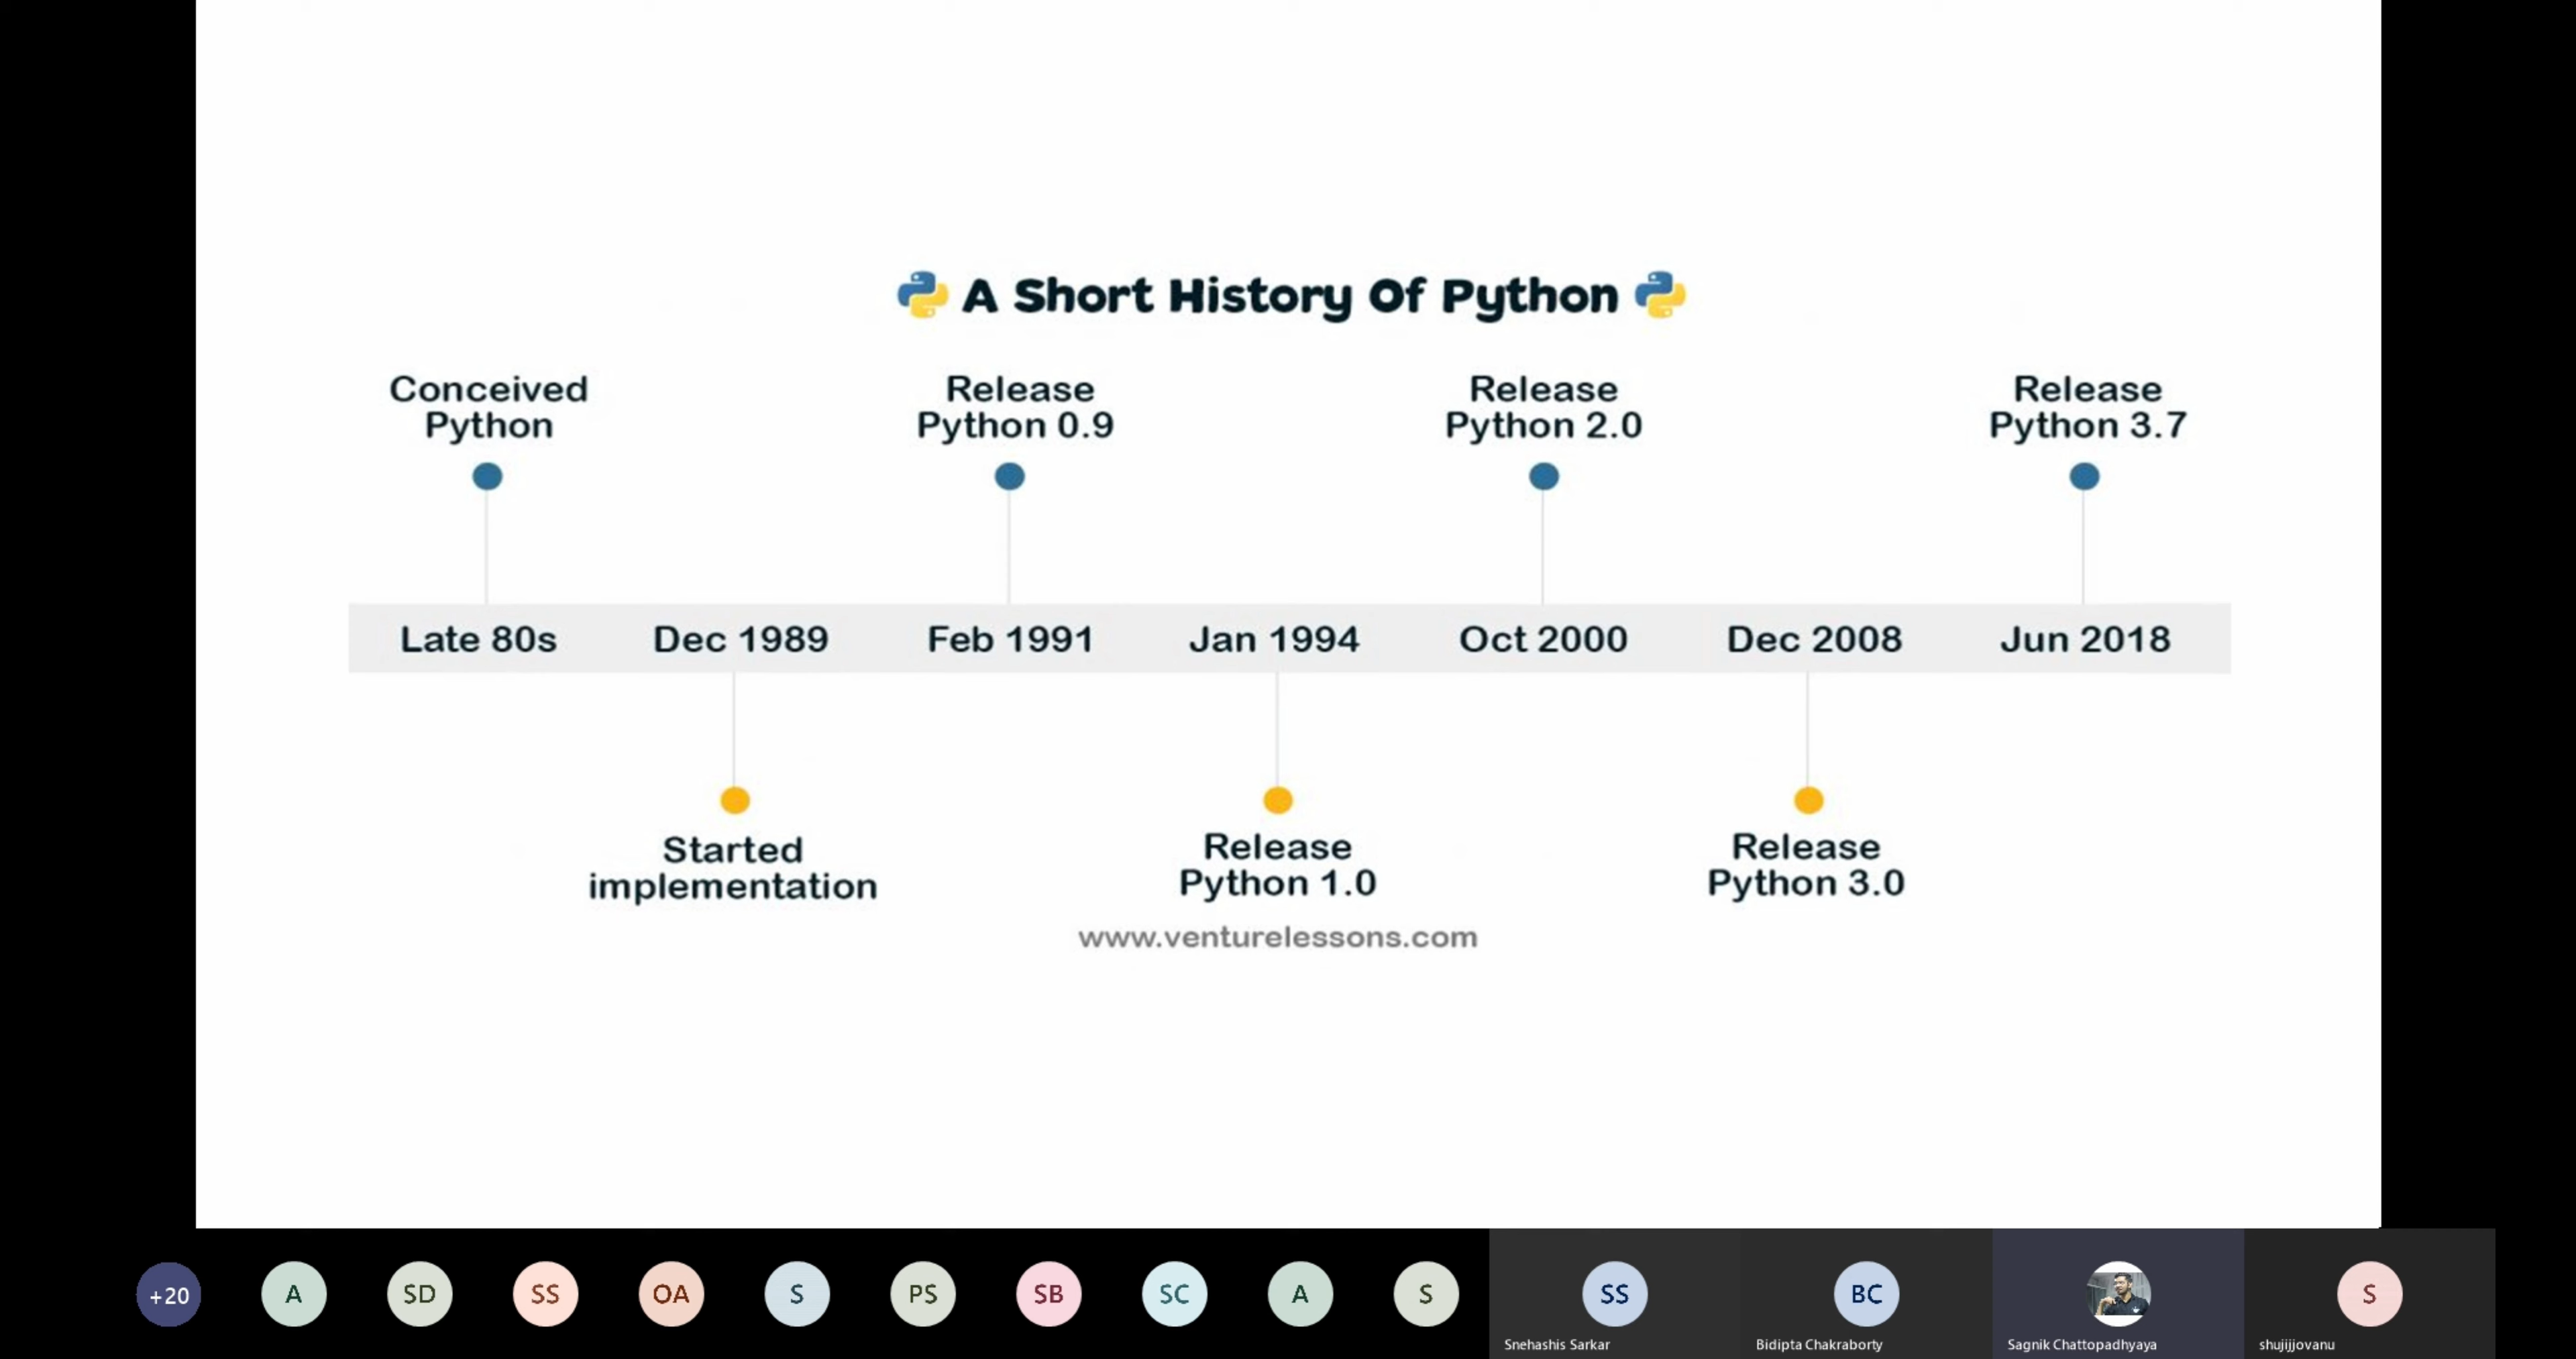 A Short History Of Python
Conceived
Python
Release
Python 0.9
Release
Python 2.0
Release
Python 3.7
Late 80s
Dec 1989
Feb 1991
Jan 1994
Oct 2000
Dec 2008
Jun 2018
Started
implementation
Release
Python 1.0
Release
Python 3.0
www.venturelessons.com
+20
A
SD
SS
OA
S
PS
SB
SC
A
S
SS
Snehashis Sarkar
BC
Bidipta Chakraborty
Sagnik Chattopadhyaya
S
shujijjovanu